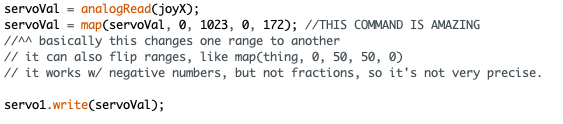 servoVal = analogRead(joyX);
servoVal = map(servoVal, 0, 1023, 0, 172); //THIS COMMAND IS AMAZING
//^^ basically this changes one range to another
// it can also flip ranges, like map(thing, 0, 50, 50, 0)
// it works w/ negative numbers, but not fractions, so it's not very precise.
servo1.write(servoVal);